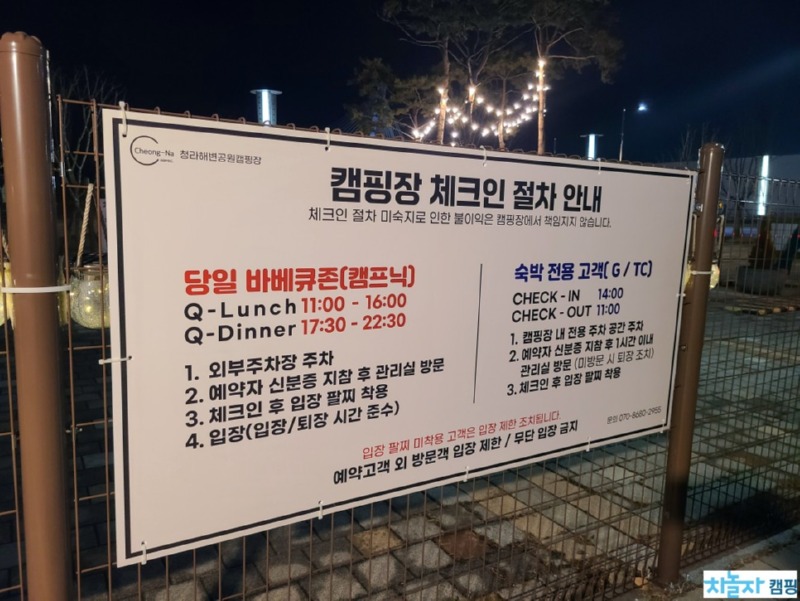 Cheong-Na 청라해변공원캠핑장
캠핑장 체크인 절차 안내
체크인 절차 미숙지로 인한 불이익은 캠핑장에서 책임지지 않습니다.
당일 바베큐존(캠프닉)
Q-Lunch 11:00 - 16:00
Q-Dinner 17:30 - 22:30
1. 외부주차장 주차
2. 예약자 신분증 지참 후 관리실 방문
3. 체크인 후 입장 팔찌 착용
4. 입장(입장/퇴장 시간 준수)
숙박 전용 고객( G / TC)
CHECK - IN 14:00
CHECK - OUT 11:00
1. 캠핑장 내 전용 주차 공간 주차
2. 예약자 신분증 지참 후 1시간 이내
관리실 방문 (미방문 시 퇴장 조치)
3. 체크인 후 입장 팔찌 착용
입장 팔찌 미착용 고객은 입장 제한 조치됩니다.
예약고객 외 방문객 입장 제한 / 무단 입장 금지
문의 070-8680-2955
차놀자 캠핑